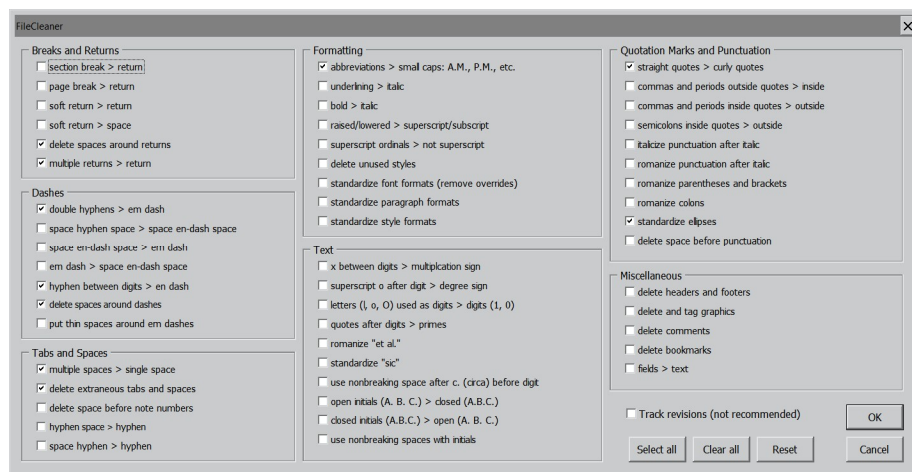 FileCleaner
Breaks and Returns
section break > return
page break > return
soft return > return
soft return > space
delete spaces around returns
multiple returns > return
Dashes
double hyphens > em dash
space hyphen space > space en-dash space
space en-dash space > em dash
em dash > space en-dash space
hyphen between digits > en dash
delete spaces around dashes
put thin spaces around em dashes
Tabs and Spaces
multiple spaces > single space
delete extraneous tabs and spaces
delete space before note numbers
hyphen space > hyphen
space hyphen > hyphen
Formatting
abbreviations > small caps: A.M., P.M., etc.
underlining > italic
bold > italic
raised/lowered > superscript/subscript
superscript ordinals > not superscript
delete unused styles
standardize font formats (remove overrides)
standardize paragraph formats
standardize style formats
Text
x between digits > multiplcation sign
superscript o after digit > degree sign
letters (l, o, O) used as digits > digits (1, 0)
quotes after digits > primes
romanize "et al."
standardize "sic"
use nonbreaking space after c. (circa) before digit
open initials (A. B. C.) > closed (A.B.C.)
closed initials (A.B.C.) > open (A. B. C.)
use nonbreaking spaces with initials
Quotation Marks and Punctuation
straight quotes > curly quotes
commas and periods outside quotes > inside
commas and periods inside quotes > outside
semicolons inside quotes > outside
italcize punctuation after italic
romanize punctuation after italic
romanize parentheses and brackets
romanize colons
standardize elipses
delete space before punctuation
Miscellaneous
delete headers and footers
delete and tag graphics
delete comments
delete bookmarks
fields > text
Track revisions (not recommended)
OK
Select all
Clear all
Reset
Cancel